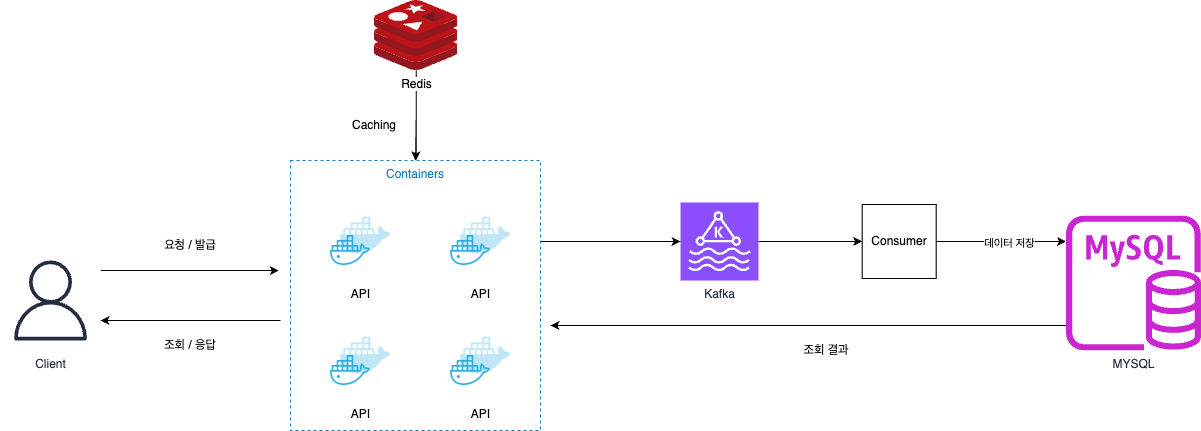 Redis
Caching
Containers
요청 / 발급
API
API
K
Kafka
Consumer
데이터 저장
MySQL
Client
조회 / 응답
조회 결과
MYSQL
API
API